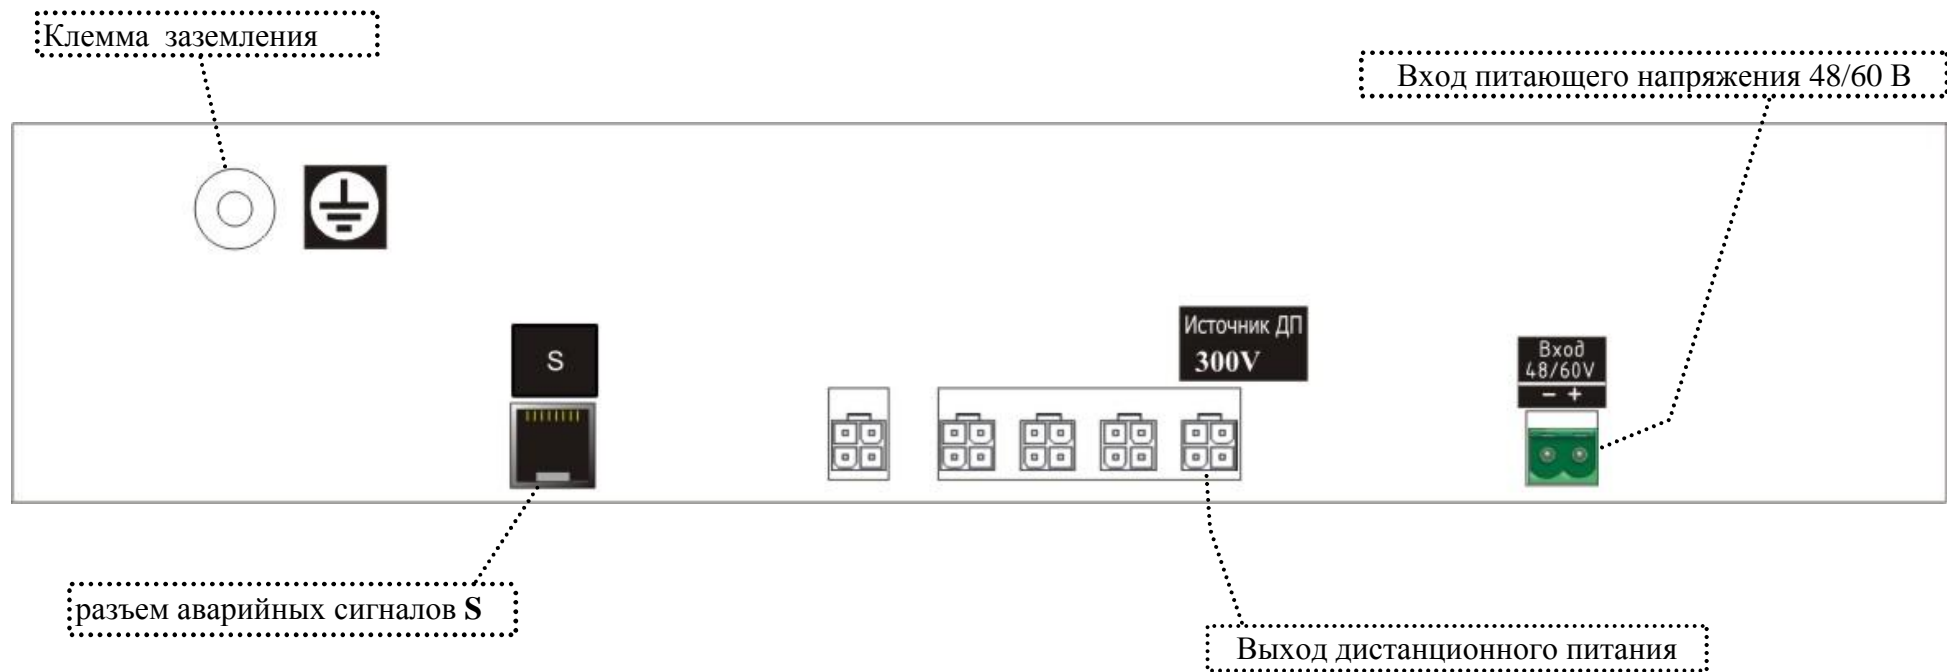 Клемма заземления
Вход питающего напряжения 48/60 В
Источник ДП
300V
S
Вход
48/60V
– +
разъем аварийных сигналов S
Выход дистанционного питания